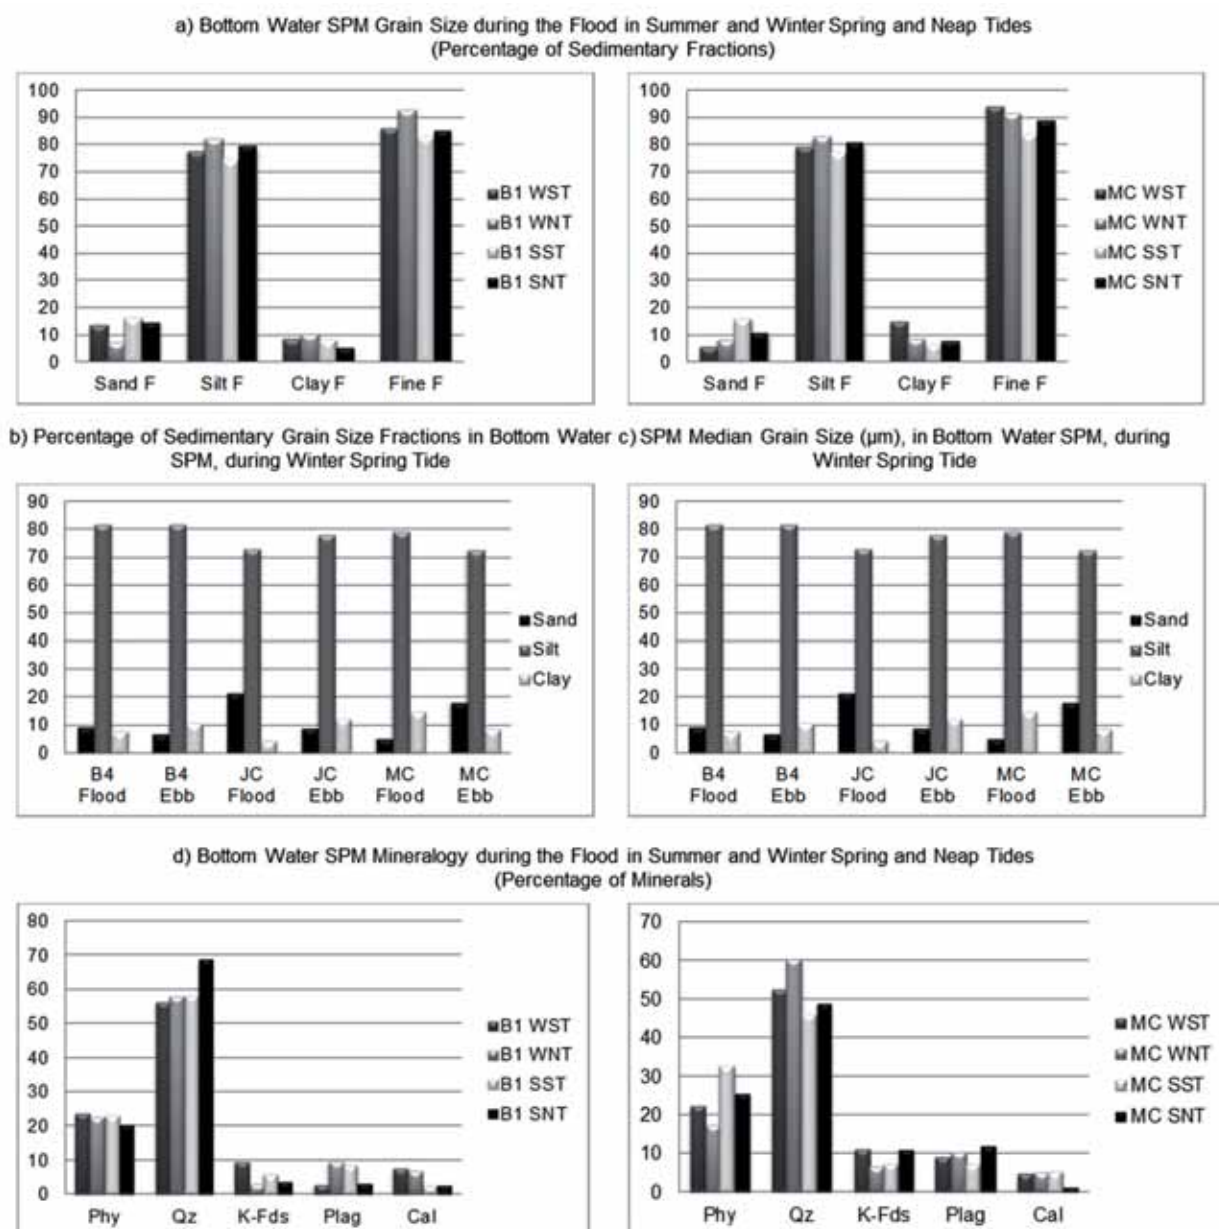 a) Bottom Water SPM Grain Size during the Flood in Summer and Winter Spring and Neap Tides
(Percentage of Sedimentary Fractions)
100
90
80
70
60
50
40
30
20
10
0
Sand F Silt F Clay F Fine F
B1 WST
B1 WNT
B1 SST
B1 SNT
100
90
80
70
60
50
40
30
20
10
0
Sand F Silt F Clay F Fine F
MC WST
MC WNT
MC SST
MC SNT
b) Percentage of Sedimentary Grain Size Fractions in Bottom Water
SPM, during Winter Spring Tide
90
80
70
60
50
40
30
20
10
0
B4 B4 JC JC MC MC
Flood Ebb Flood Ebb Flood Ebb
Sand
Silt
Clay
c) SPM Median Grain Size (µm), in Bottom Water SPM, during
Winter Spring Tide
90
80
70
60
50
40
30
20
10
0
B4 B4 JC JC MC MC
Flood Ebb Flood Ebb Flood Ebb
Sand
Silt
Clay
d) Bottom Water SPM Mineralogy during the Flood in Summer and Winter Spring and Neap Tides
(Percentage of Minerals)
80
70
60
50
40
30
20
10
0
Phy Qz K-Fds Plag Cal
B1 WST
B1 WNT
B1 SST
B1 SNT
70
60
50
40
30
20
10
0
Phy Qz K-Fds Plag Cal
MC WST
MC WNT
MC SST
MC SNT